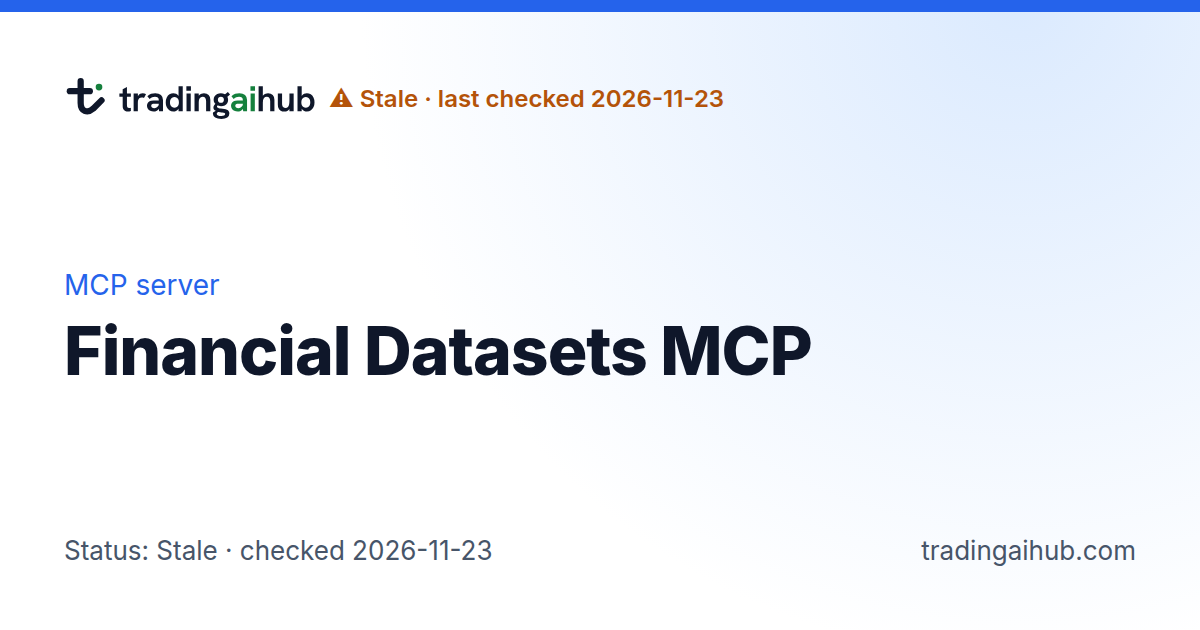 tradingaihub ⚠ Stale · last checked 2026-11-23
MCP server
Financial Datasets MCP
Status: Stale · checked 2026-11-23
tradingaihub.com